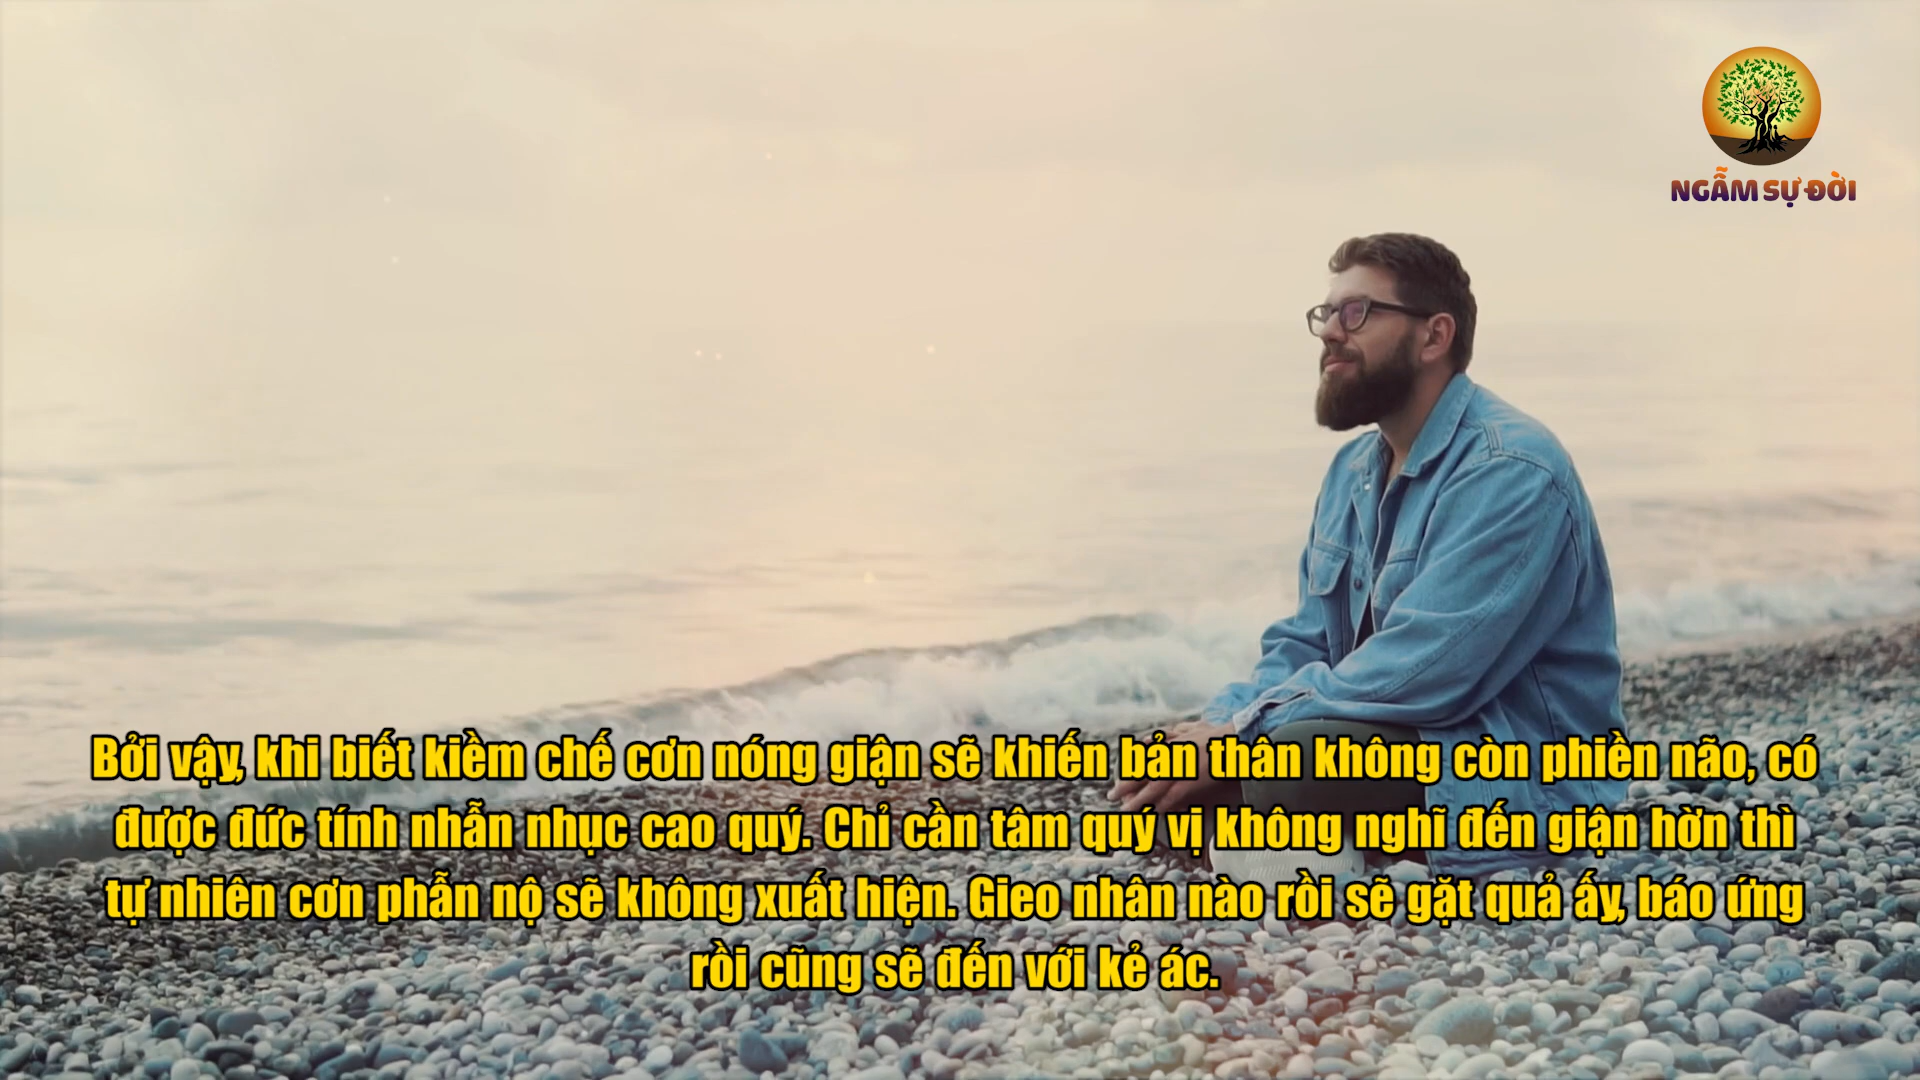 NGẪM SỰ ĐỜI
Bởi vậy, khi biết kiềm chế cơn nóng giận sẽ khiến bản thân không còn phiền não, có
được đức tính nhẫn nhục cao quý. Chỉ cần tâm quý vị không nghĩ đến giận hờn thì
tự nhiên cơn phẫn nộ sẽ không xuất hiện. Gieo nhân nào rồi sẽ gặt quả ấy, báo ứng
rồi cũng sẽ đến với kẻ ác.